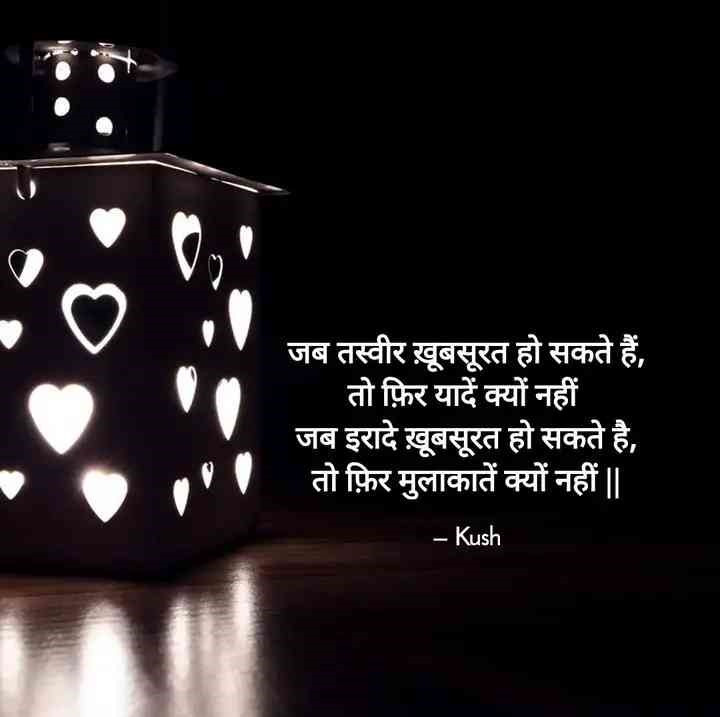 जब तस्वीर ख़ूबसूरत हो सकते हैं,
तो फ़िर यादें क्यों नहीं
जब इरादे ख़ूबसूरत हो सकते है,
तो फ़िर मुलाकातें क्यों नहीं ||
– Kush